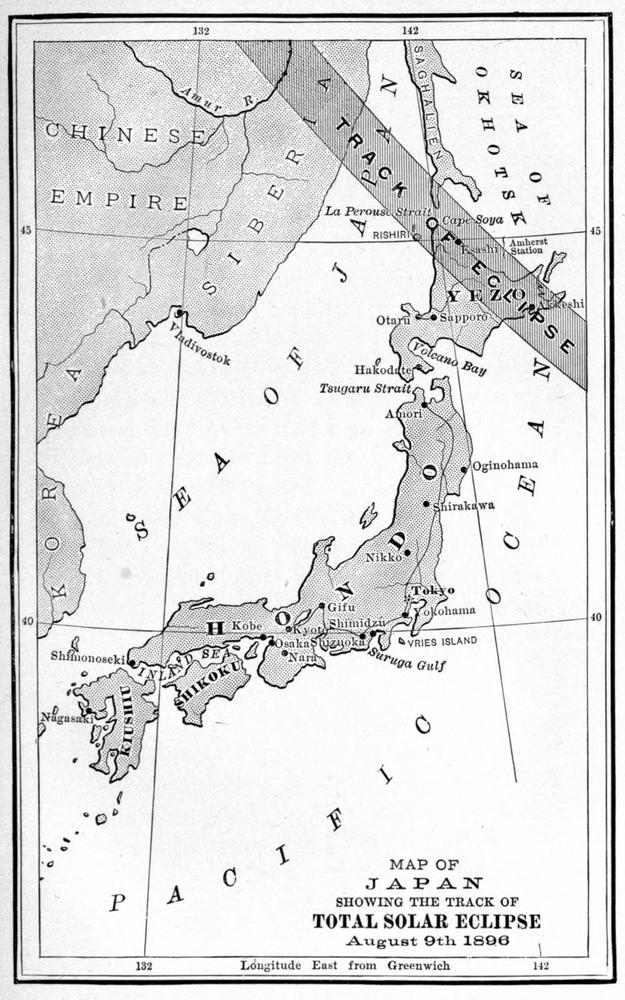 132
142
Amur R
CHINESE
EMPIRE
SIBERIA
SAGHALIEN
SEA OF
OKHOTSK
TRACK OF ECLIPSE
La Perouse Strait
Cape Soya
RISHIRI
Esashi
Amherst
Station
45
45
YEZO
Akkeshi
Otaru
Sapporo
Vladivostok
Volcano Bay
Hakodate
Tsugaru Strait
Amori
SEA OF JAPAN
KOREA
Oginohama
Shirakawa
Nikko
HONDO
Tokyo
Yokohama
Gifu
Shimidzu
40
40
Kobe
Kyoto
Osaka
Shizuoka
Nara
VRIES ISLAND
Suruga Gulf
Shimonoseki
INLAND SEA
SHIKOKU
Nagasaki
KIUSHIU
PACIFIC OCEAN
MAP OF
JAPAN
SHOWING THE TRACK OF
TOTAL SOLAR ECLIPSE
August 9th 1896
132
Longitude East from Greenwich
142